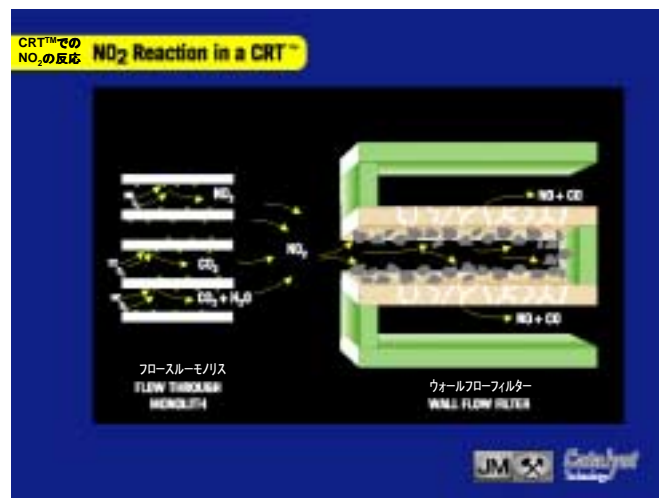 CRT™での
NO₂の反応
NO2 Reaction in a CRT™
NO₂
CO₂
CO₂ + H₂O
NO₂
NO + CO
NO + CO
フロースルーモノリス
FLOW THROUGH
MONOLITH
ウォールフローフィルター
WALL FLOW FILTER
JM
Catalyst
Technology